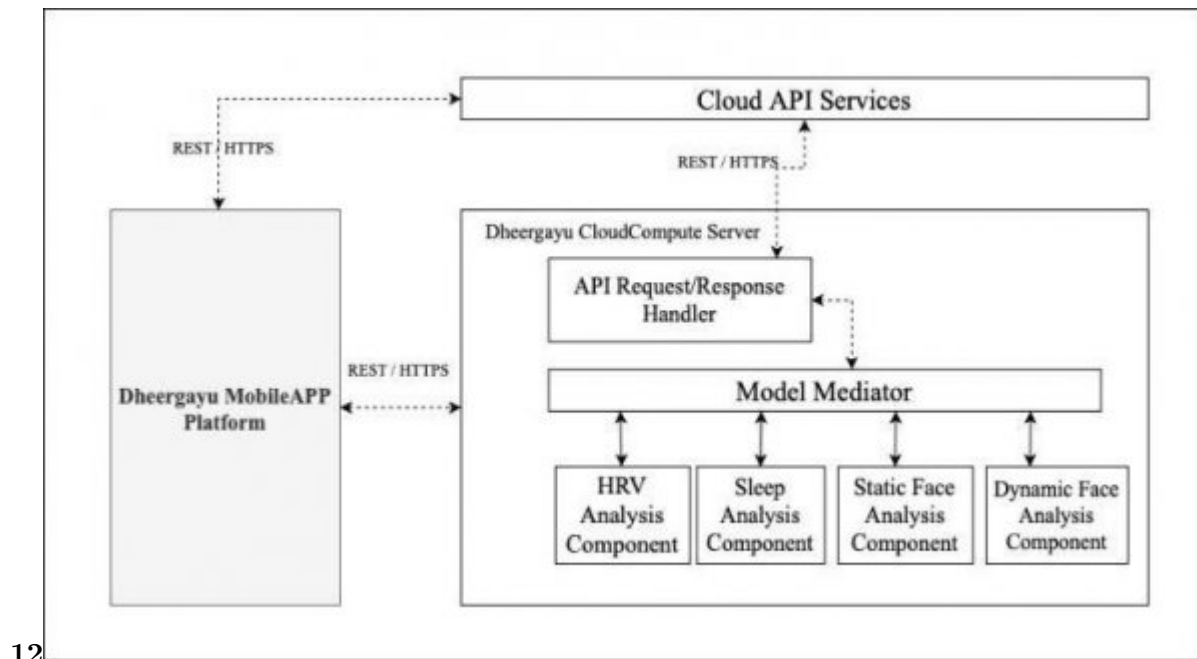 Cloud API Services
REST / HTTPS
REST / HTTPS
Dheergayu CloudCompute Server
API Request/Response
Handler
REST / HTTPS
Dheergayu MobileAPP
Platform
Model Mediator
HRV
Analysis
Component
Sleep
Analysis
Component
Static Face
Analysis
Component
Dynamic Face
Analysis
Component
12